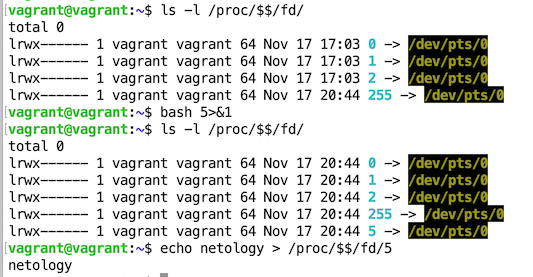 [vagrant@vagrant:~$ ls -l /proc/$$/fd/
total 0
lrwx------ 1 vagrant vagrant 64 Nov 17 17:03 0 -> /dev/pts/0
lrwx------ 1 vagrant vagrant 64 Nov 17 17:03 1 -> /dev/pts/0
lrwx------ 1 vagrant vagrant 64 Nov 17 17:03 2 -> /dev/pts/0
lrwx------ 1 vagrant vagrant 64 Nov 17 20:44 255 -> /dev/pts/0
[vagrant@vagrant:~$ bash 5>&1
[vagrant@vagrant:~$ ls -l /proc/$$/fd/
total 0
lrwx------ 1 vagrant vagrant 64 Nov 17 20:44 0 -> /dev/pts/0
lrwx------ 1 vagrant vagrant 64 Nov 17 20:44 1 -> /dev/pts/0
lrwx------ 1 vagrant vagrant 64 Nov 17 20:44 2 -> /dev/pts/0
lrwx------ 1 vagrant vagrant 64 Nov 17 20:44 255 -> /dev/pts/0
lrwx------ 1 vagrant vagrant 64 Nov 17 20:44 5 -> /dev/pts/0
[vagrant@vagrant:~$ echo netology > /proc/$$/fd/5
netology